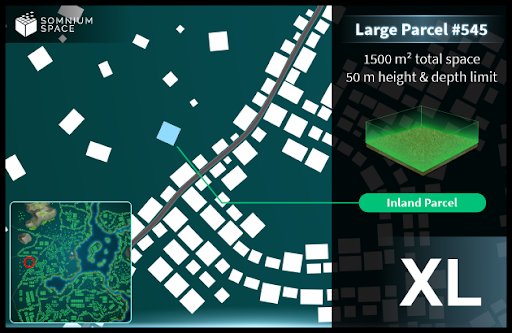 SOMNIUM
SPACE
Large Parcel #545
1500 m² total space
50 m height & depth limit
Inland Parcel
XL